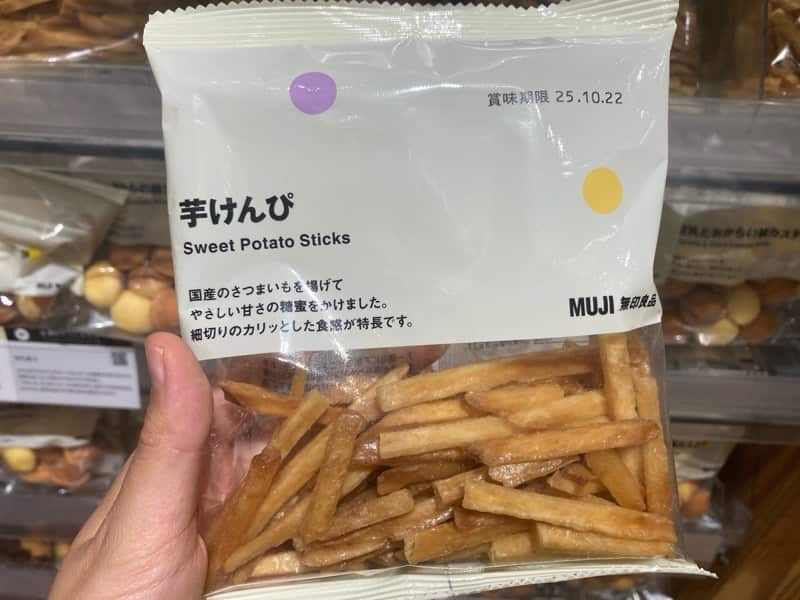 賞味期限 25.10.22
芋けんぴ
Sweet Potato Sticks
国産のさつまいもを揚げて
やさしい甘さの糖蜜をかけました。
細切りのカリッとした食感が特長です。
MUJI 無印良品